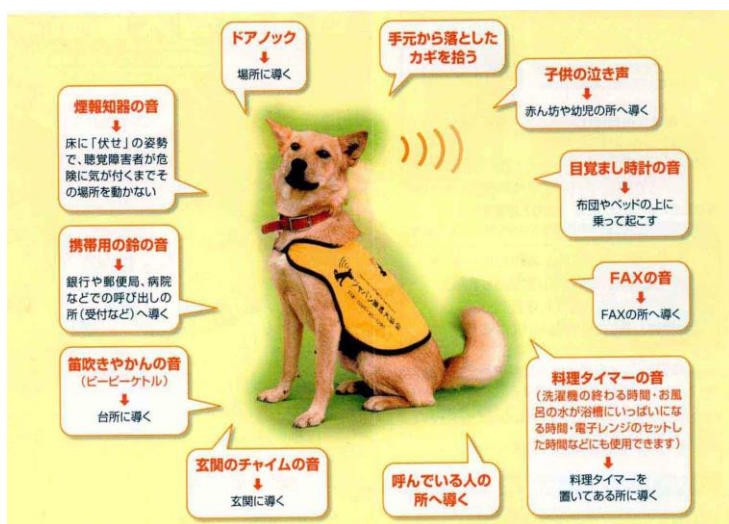 ドアノック
↓
場所に導く
手元から落とした
カギを拾う
子供の泣き声
↓
赤ん坊や幼児の所へ導く
煙報知器の音
↓
床に「伏せ」の姿勢
で、聴覚障害者が危
険に気が付くまでそ
の場所を動かない
目覚まし時計の音
↓
布団やベッドの上に
乗って起こす
携帯用の鈴の音
↓
銀行や郵便局、病院
などでの呼び出しの
所(受付など)へ導く
FAXの音
↓
FAXの所へ導く
笛吹きやかんの音
(ピーピーケトル)
↓
台所に導く
料理タイマーの音
(洗濯機の終わる時間・お風
呂の水が浴槽にいっぱいにな
る時間・電子レンジのセットし
た時間などにも使用できます)
↓
料理タイマーを
置いてある所に導く
玄関のチャイムの音
↓
玄関に導く
呼んでいる人の
所へ導く